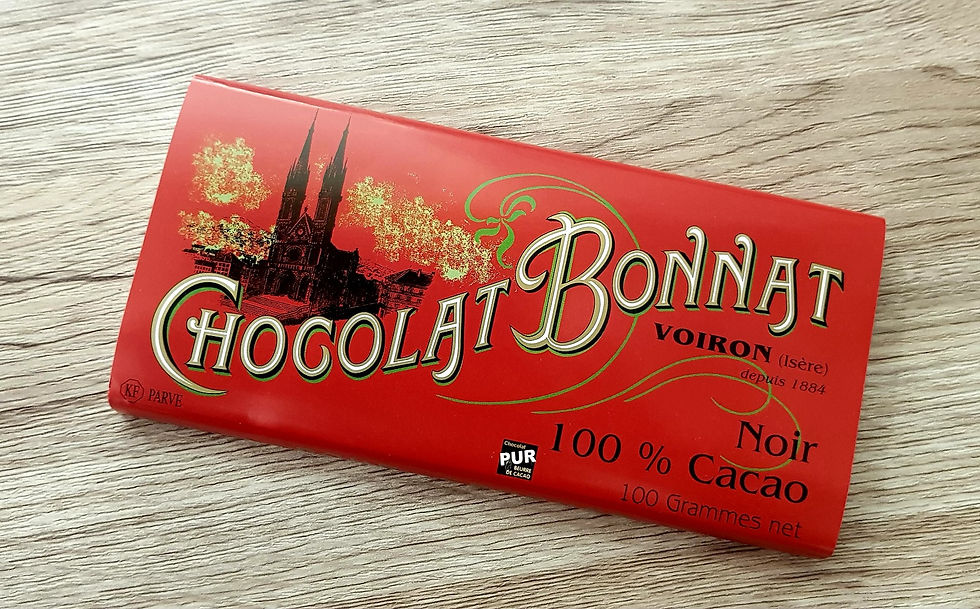 CHOCOLAT BONNAT
VOIRON (Isère)
depuis 1884
KF PARVE
Noir
100 % Cacao
100 Grammes net
Chocolat
PUR
BEURRE
DE CACAO